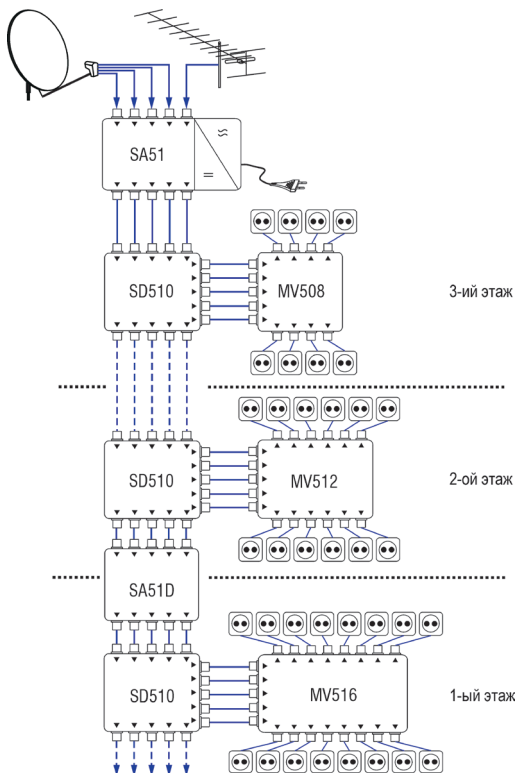 SA51
SD510
MV508
3-ий этаж
SD510
MV512
2-ой этаж
SA51D
SD510
MV516
1-ый этаж